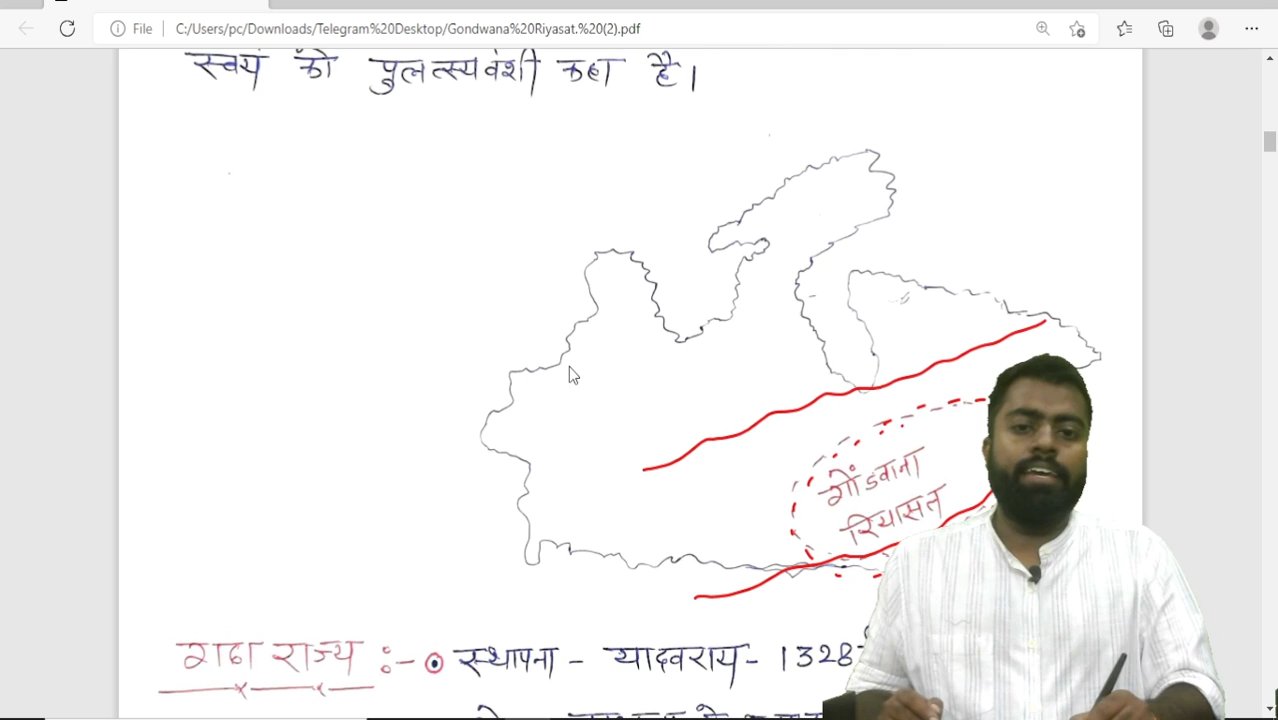 File C:/Users/pc/Downloads/Telegram%20Desktop/Gondwana%20Riyasat.%20(2).pdf
स्वयं को पुलत्स्यवंशी कहा है।
गोंडवाना
रियासत
गढा राज्य :- स्थापना - यादवराय - 1328